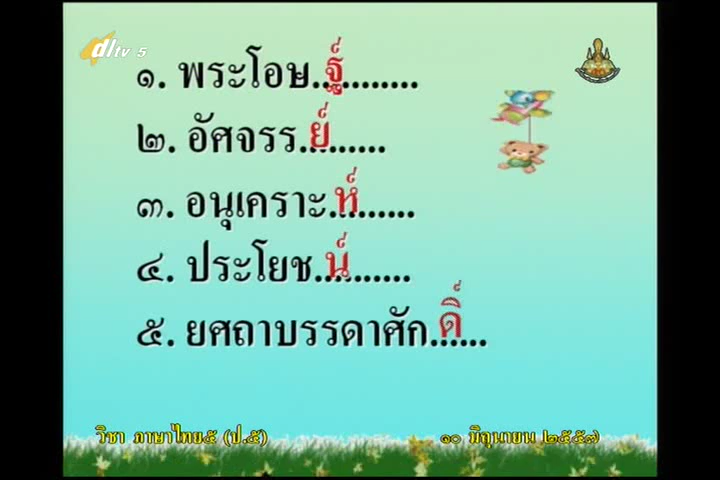 dltv 5
๑. พระโอษ..ฐ์..........
๒. อัศจรร..ย์........
๓. อนุเคราะ.ห์.........
๔. ประโยช..น์..........
๕. ยศถาบรรดาศัก.ดิ์......
วิชา ภาษาไทย๕ (ป.๕)
๑๐ มิถุนายน ๒๕๕๗